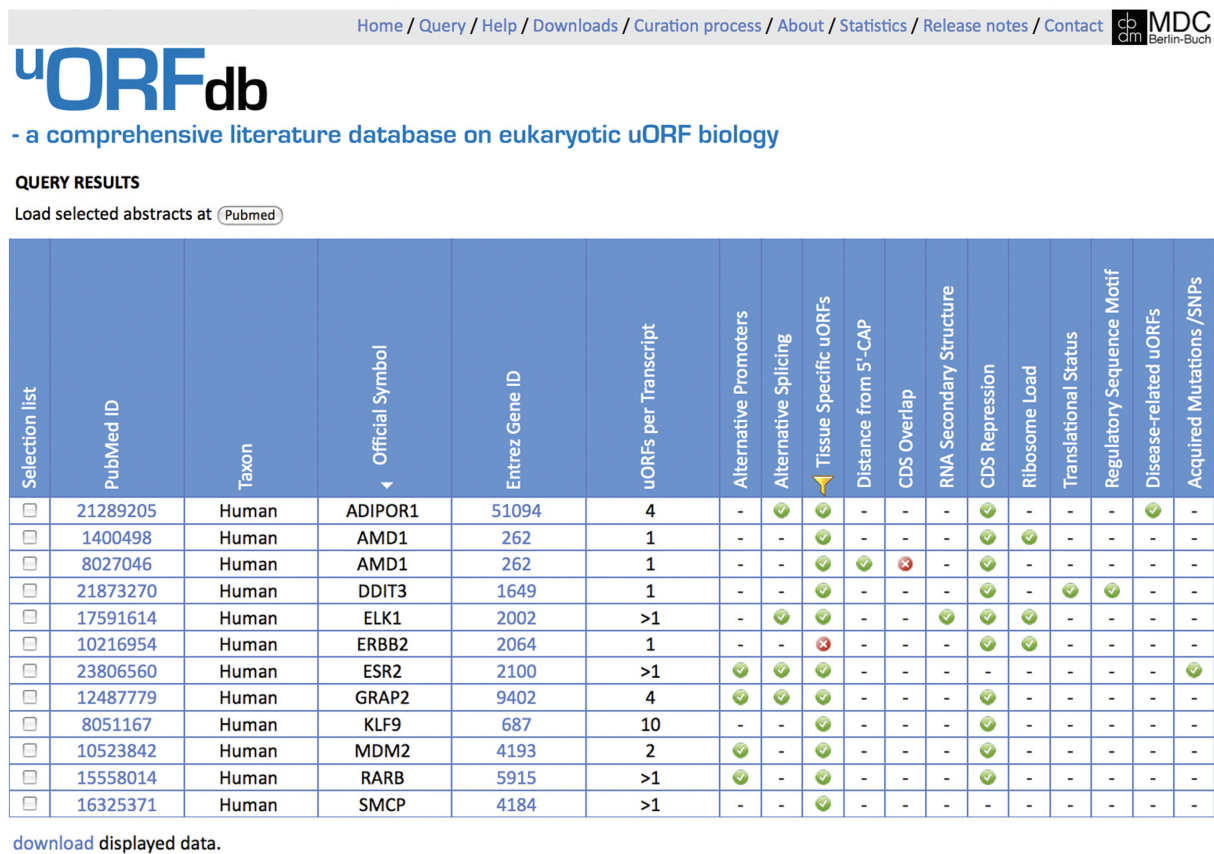 Home / Query / Help / Downloads / Curation process / About / Statistics / Release notes / Contact
cb dm MDC Berlin-Buch
uORFdb
- a comprehensive literature database on eukaryotic uORF biology
QUERY RESULTS
Load selected abstracts at Pubmed
Selection list PubMed ID Taxon Official Symbol Entrez Gene ID uORFs per Transcript Alternative Promoters Alternative Splicing Tissue Specific uORFs Distance from 5'-CAP CDS Overlap RNA Secondary Structure CDS Repression Ribosome Load Translational Status Regulatory Sequence Motif Disease-related uORFs Acquired Mutations /SNPs
21289205 Human ADIPOR1 51094 4 - - - - - - - -
1400498 Human AMD1 262 1 - - - - - - - - -
8027046 Human AMD1 262 1 - - - - - - - -
21873270 Human DDIT3 1649 1 - - - - - - - -
17591614 Human ELK1 2002 >1 - - - - - - -
10216954 Human ERBB2 2064 1 - - - - - - - - -
23806560 Human ESR2 2100 >1 - - - - - - - -
12487779 Human GRAP2 9402 4 - - - - - - - -
8051167 Human KLF9 687 10 - - - - - - - - - -
10523842 Human MDM2 4193 2 - - - - - - - - -
15558014 Human RARB 5915 >1 - - - - - - - - -
16325371 Human SMCP 4184 >1 - - - - - - - - - - -
download displayed data.